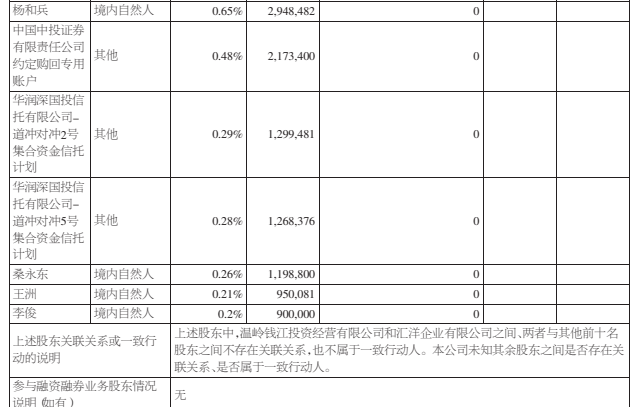 杨和兵 境内自然人 0.65% 2,948,482 0
中国中投证券
有限责任公司
约定购回专用
账户
其他 0.48% 2,173,400 0
华润深国投信
托有限公司-
道冲对冲2号
集合资金信托
计划
其他 0.29% 1,299,481 0
华润深国投信
托有限公司-
道冲对冲5号
集合资金信托
计划
其他 0.28% 1,268,376 0
桑永东 境内自然人 0.26% 1,198,800 0
王洲 境内自然人 0.21% 950,081 0
李俊 境内自然人 0.2% 900,000 0
上述股东关联关系或一致行
动的说明
上述股东中,温岭钱江投资经营有限公司和汇洋企业有限公司之间、两者与其他前十名
股东之间不存在关联关系,也不属于一致行动人。本公司未知其余股东之间是否存在关
联关系、是否属于一致行动人。
参与融资融券业务股东情况
说明(如有)
无